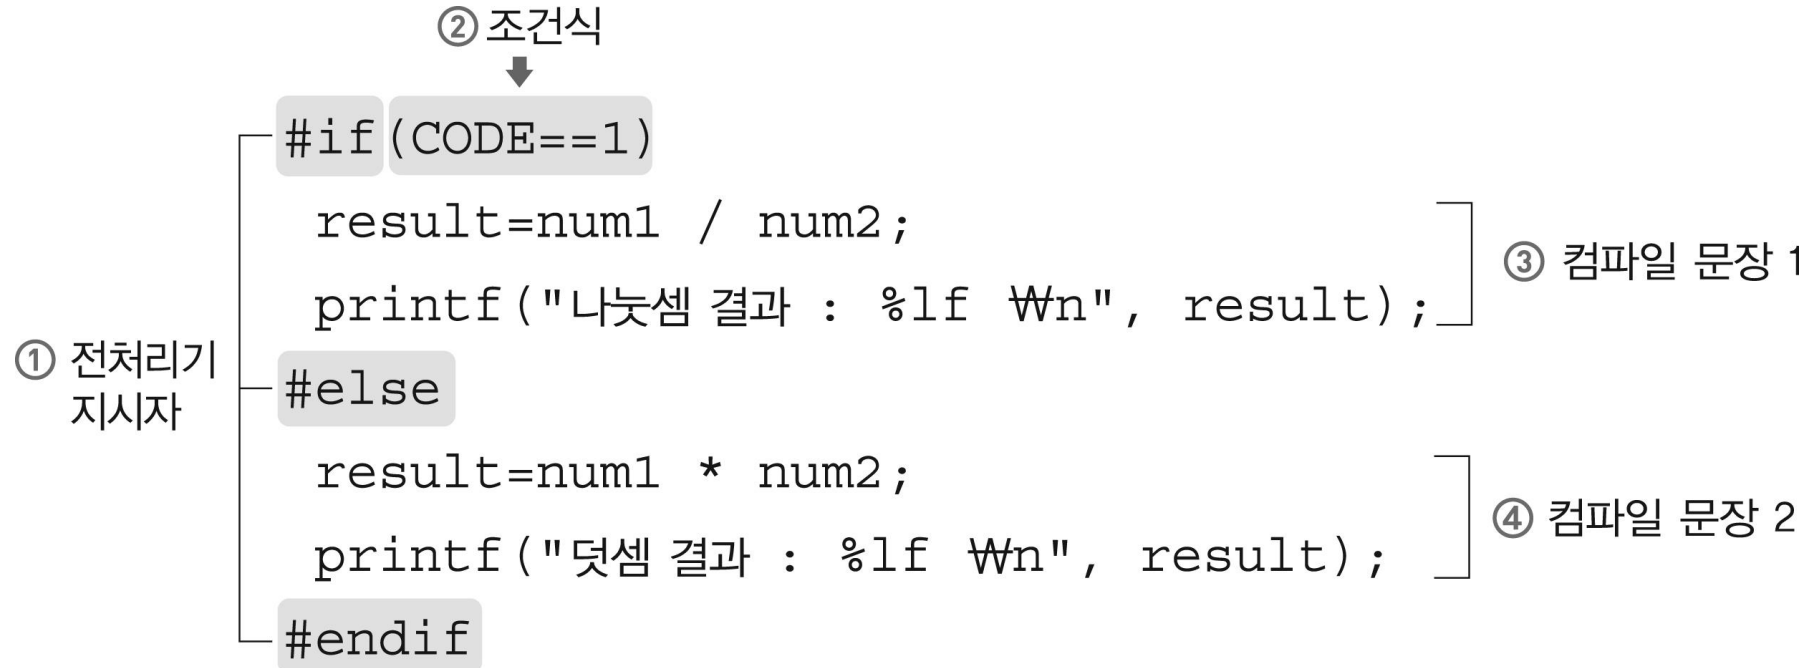 ② 조건식
#if(CODE==1)
result=num1 / num2;
printf("나눗셈 결과 : %lf ₩n", result);
③ 컴파일 문장 1
① 전처리기
지시자
#else
result=num1 * num2;
printf("덧셈 결과 : %lf ₩n", result);
④ 컴파일 문장 2
#endif